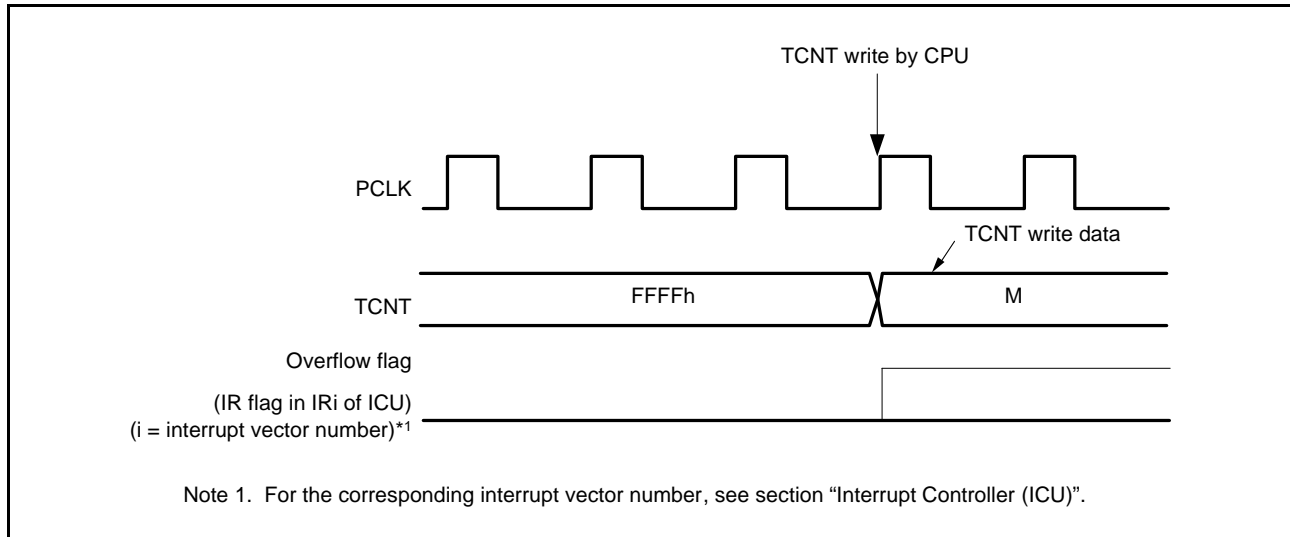 TCNT write by CPU
PCLK
TCNT write data
TCNT
FFFFh
M
Overflow flag
(IR flag in IRi of ICU)
(i = interrupt vector number)*1
Note 1. For the corresponding interrupt vector number, see section “Interrupt Controller (ICU)”.